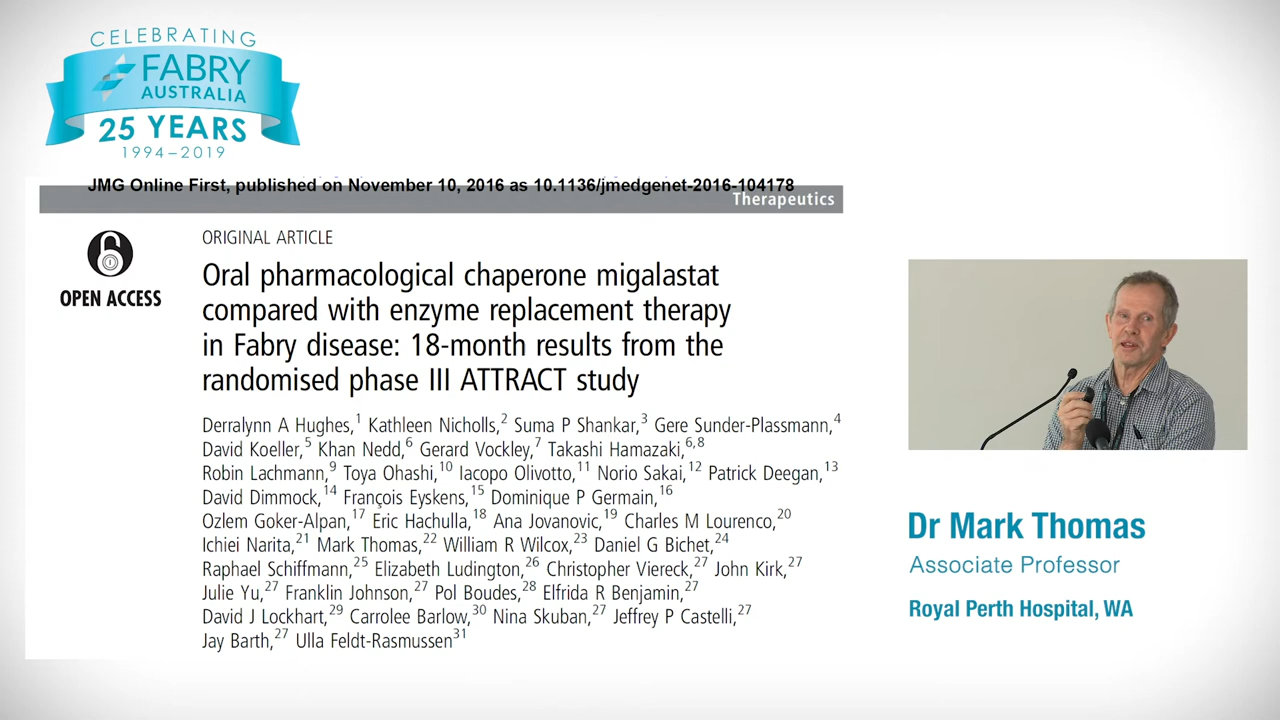 CELEBRATING
FABRY
AUSTRALIA
25 YEARS
1994–2019
JMG Online First, published on November 10, 2016 as 10.1136/jmedgenet-2016-104178
Therapeutics
ORIGINAL ARTICLE
OPEN ACCESS
Oral pharmacological chaperone migalastat
compared with enzyme replacement therapy
in Fabry disease: 18-month results from the
randomised phase III ATTRACT study
Derralynn A Hughes,1 Kathleen Nicholls,2 Suma P Shankar,3 Gere Sunder-Plassmann,4
David Koeller,5 Khan Nedd,6 Gerard Vockley,7 Takashi Hamazaki,6,8
Robin Lachmann,9 Toya Ohashi,10 Iacopo Olivotto,11 Norio Sakai,12 Patrick Deegan,13
David Dimmock,14 François Eyskens,15 Dominique P Germain,16
Ozlem Goker-Alpan,17 Eric Hachulla,18 Ana Jovanovic,19 Charles M Lourenco,20
Ichiei Narita,21 Mark Thomas,22 William R Wilcox,23 Daniel G Bichet,24
Raphael Schiffmann,25 Elizabeth Ludington,26 Christopher Viereck,27 John Kirk,27
Julie Yu,27 Franklin Johnson,27 Pol Boudes,28 Elfrida R Benjamin,27
David J Lockhart,29 Carrolee Barlow,30 Nina Skuban,27 Jeffrey P Castelli,27
Jay Barth,27 Ulla Feldt-Rasmussen31
Dr Mark Thomas
Associate Professor
Royal Perth Hospital, WA